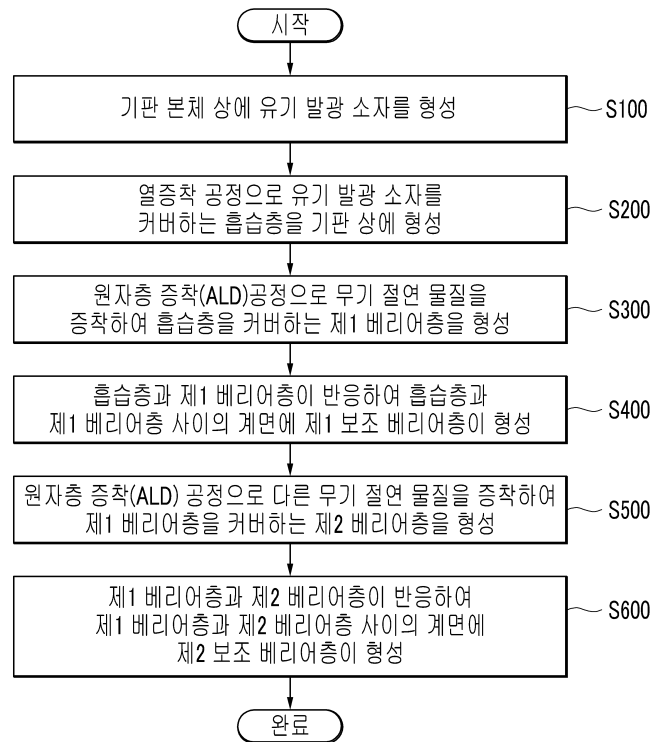 시작
기판 본체 상에 유기 발광 소자를 형성
S100
열증착 공정으로 유기 발광 소자를
커버하는 흡습층을 기판 상에 형성
S200
원자층 증착(ALD)공정으로 무기 절연 물질을
증착하여 흡습층을 커버하는 제1 베리어층을 형성
S300
흡습층과 제1 베리어층이 반응하여 흡습층과
제1 베리어층 사이의 계면에 제1 보조 베리어층이 형성
S400
원자층 증착(ALD) 공정으로 다른 무기 절연 물질을 증착하여
제1 베리어층을 커버하는 제2 베리어층을 형성
S500
제1 베리어층과 제2 베리어층이 반응하여
제1 베리어층과 제2 베리어층 사이의 계면에
제2 보조 베리어층이 형성
S600
완료